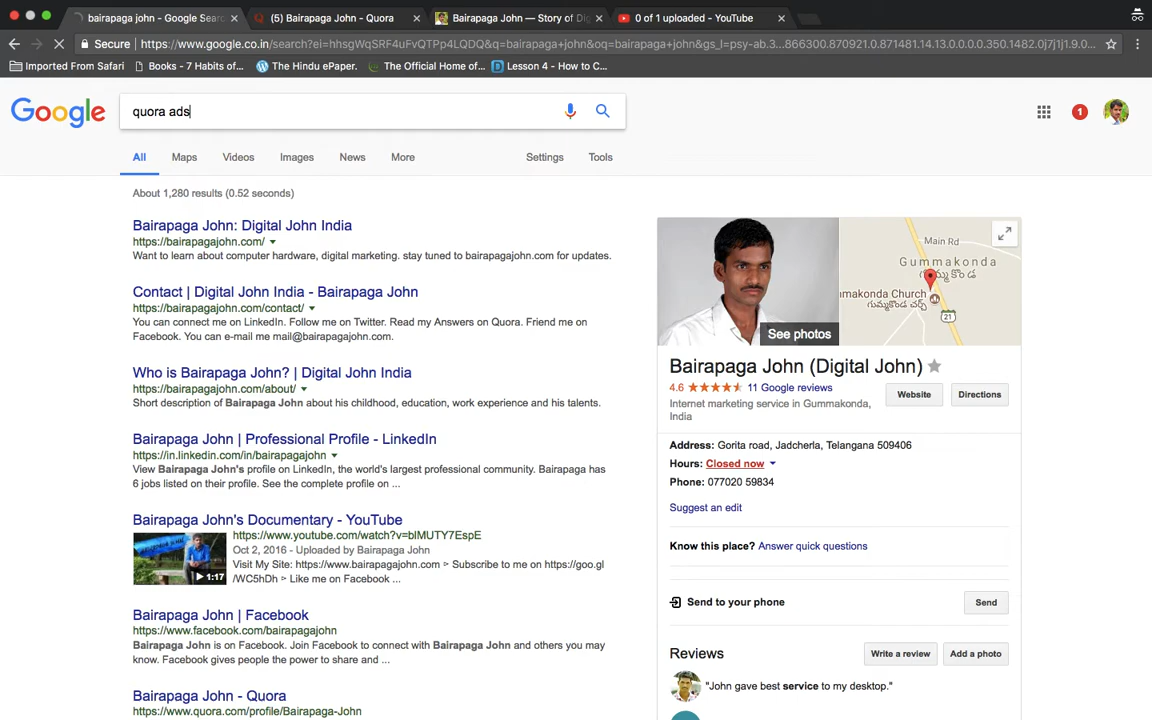 bairapaga john - Google Sear
(5) Bairapaga John - Quora
Bairapaga John — Story of Dig
0 of 1 uploaded - YouTube
Secure | https://www.google.co.in/search?ei=hhsgWqSRF4uFvQTPp4LQDQ&q=bairapaga+john&oq=bairapaga+john&gs_l=psy-ab.3...866300.870921.0.871481.14.13.0.0.0.0.350.1482.0j7j1j1.9.0...
Imported From Safari
Books - 7 Habits of...
The Hindu ePaper.
The Official Home of...
Lesson 4 - How to C...
Google
quora ads
1
All
Maps
Videos
Images
News
More
Settings
Tools
About 1,280 results (0.52 seconds)
Bairapaga John: Digital John India
https://bairapagajohn.com/
Want to learn about computer hardware, digital marketing. stay tuned to bairapagajohn.com for updates.
Contact | Digital John India - Bairapaga John
https://bairapagajohn.com/contact/
You can connect me on LinkedIn. Follow me on Twitter. Read my Answers on Quora. Friend me on
Facebook. You can e-mail me mail@bairapagajohn.com.
Who is Bairapaga John? | Digital John India
https://bairapagajohn.com/about/
Short description of Bairapaga John about his childhood, education, work experience and his talents.
Bairapaga John | Professional Profile - LinkedIn
https://in.linkedin.com/in/bairapagajohn
View Bairapaga John's profile on LinkedIn, the world's largest professional community. Bairapaga has
6 jobs listed on their profile. See the complete profile on ...
Bairapaga John's Documentary - YouTube
https://www.youtube.com/watch?v=blMUTY7EspE
Oct 2, 2016 - Uploaded by Bairapaga John
Visit My Site: https://www.bairapagajohn.com ➢ Subscribe to me on https://goo.gl
/WC5hDh ➢ Like me on Facebook ...
1:17
Bairapaga John | Facebook
https://www.facebook.com/bairapagajohn
Bairapaga John is on Facebook. Join Facebook to connect with Bairapaga John and others you may
know. Facebook gives people the power to share and ...
Bairapaga John - Quora
https://www.quora.com/profile/Bairapaga-John
See photos
Main Rd
Gummakonda
గుమ్మకొండ
mmakonda Church
గుమ్మకొండ చర్చ్
21
Bairapaga John (Digital John)
4.6
11 Google reviews
Internet marketing service in Gummakonda,
India
Website
Directions
Address: Gorita road, Jadcherla, Telangana 509406
Hours: Closed now
Phone: 077020 59834
Suggest an edit
Know this place? Answer quick questions
Send to your phone
Send
Reviews
Write a review
Add a photo
"John gave best service to my desktop."